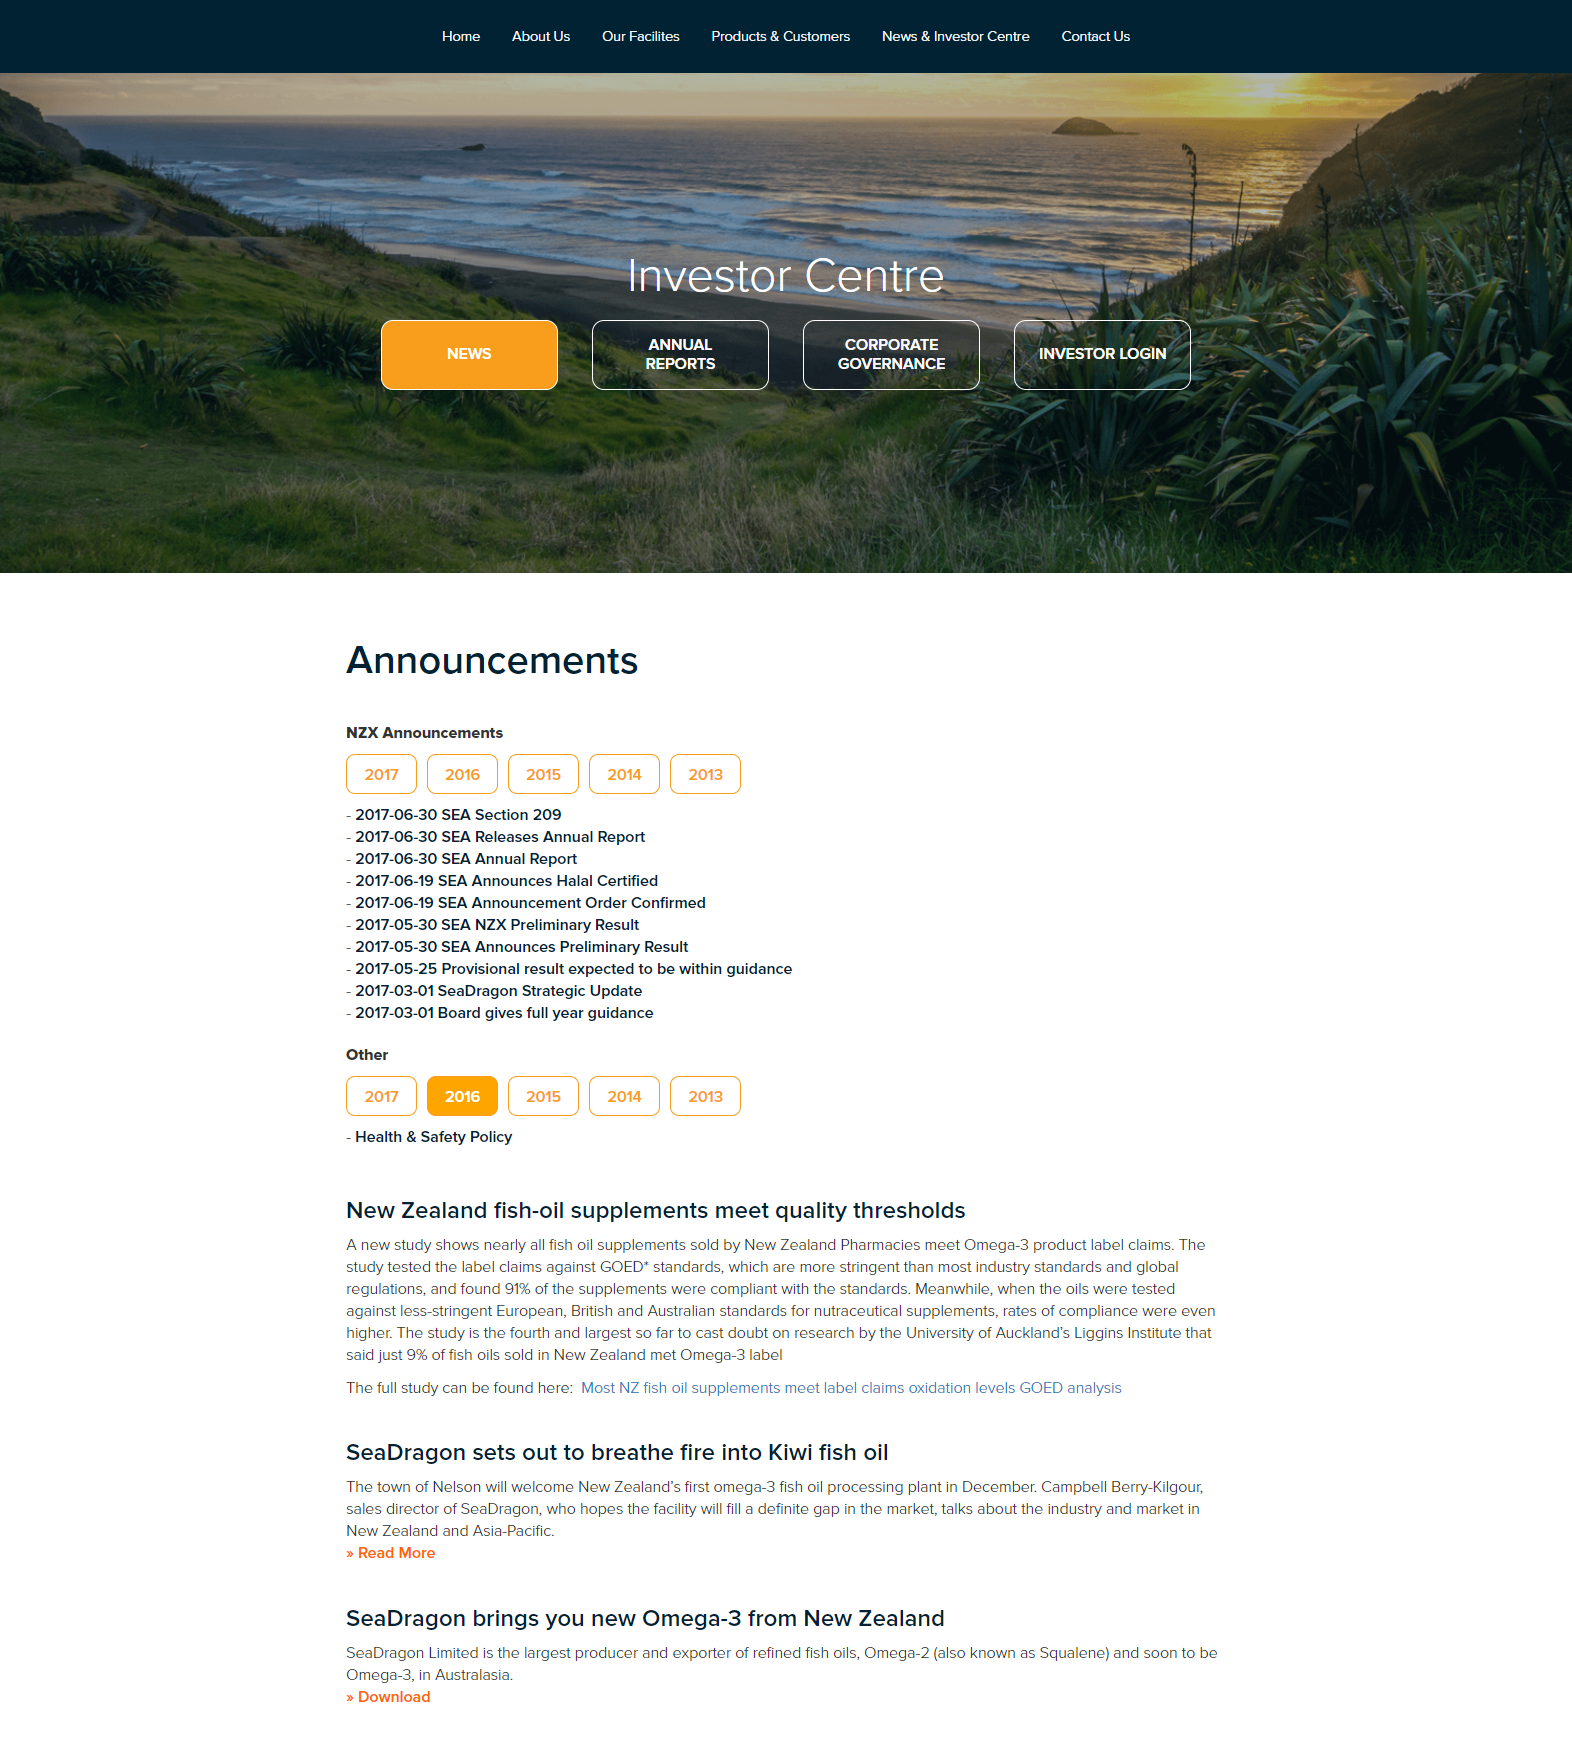 Home About Us Our Facilites Products & Customers News & Investor Centre Contact Us
Investor Centre
NEWS
ANNUAL
REPORTS
CORPORATE
GOVERNANCE
INVESTOR LOGIN
Announcements
NZX Announcements
2017 2016 2015 2014 2013
- 2017-06-30 SEA Section 209
- 2017-06-30 SEA Releases Annual Report
- 2017-06-30 SEA Annual Report
- 2017-06-19 SEA Announces Halal Certified
- 2017-06-19 SEA Announcement Order Confirmed
- 2017-05-30 SEA NZX Preliminary Result
- 2017-05-30 SEA Announces Preliminary Result
- 2017-05-25 Provisional result expected to be within guidance
- 2017-03-01 SeaDragon Strategic Update
- 2017-03-01 Board gives full year guidance
Other
2017 2016 2015 2014 2013
- Health & Safety Policy
New Zealand fish-oil supplements meet quality thresholds
A new study shows nearly all fish oil supplements sold by New Zealand Pharmacies meet Omega-3 product label claims. The
study tested the label claims against GOED* standards, which are more stringent than most industry standards and global
regulations, and found 91% of the supplements were compliant with the standards. Meanwhile, when the oils were tested
against less-stringent European, British and Australian standards for nutraceutical supplements, rates of compliance were even
higher. The study is the fourth and largest so far to cast doubt on research by the University of Auckland’s Liggins Institute that
said just 9% of fish oils sold in New Zealand met Omega-3 label
The full study can be found here: Most NZ fish oil supplements meet label claims oxidation levels GOED analysis
SeaDragon sets out to breathe fire into Kiwi fish oil
The town of Nelson will welcome New Zealand’s first omega-3 fish oil processing plant in December. Campbell Berry-Kilgour,
sales director of SeaDragon, who hopes the facility will fill a definite gap in the market, talks about the industry and market in
New Zealand and Asia-Pacific.
» Read More
SeaDragon brings you new Omega-3 from New Zealand
SeaDragon Limited is the largest producer and exporter of refined fish oils, Omega-2 (also known as Squalene) and soon to be
Omega-3, in Australasia.
» Download